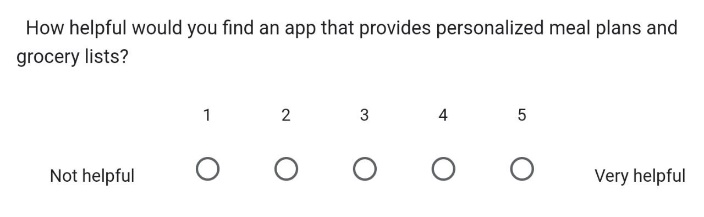 How helpful would you find an app that provides personalized meal plans and
grocery lists?
1 2 3 4 5
Not helpful Very helpful